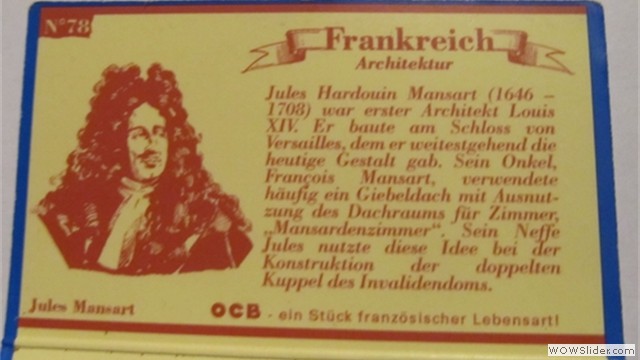 N°78
Frankreich
Architektur
Jules Hardouin Mansart (1646 –
1708) war erster Architekt Louis
XIV. Er baute am Schloss von
Versailles, dem er weitestgehend die
heutige Gestalt gab. Sein Onkel,
François Mansart, verwendete
häufig ein Giebeldach mit Ausnut-
zung des Dachraums für Zimmer,
„Mansardenzimmer“. Sein Neffe
Jules nutzte diese Idee bei der
Konstruktion der doppelten
Kuppel des Invalidendoms.
Jules Mansart
OCB - ein Stück französischer Lebensart!
WOWSlider.com